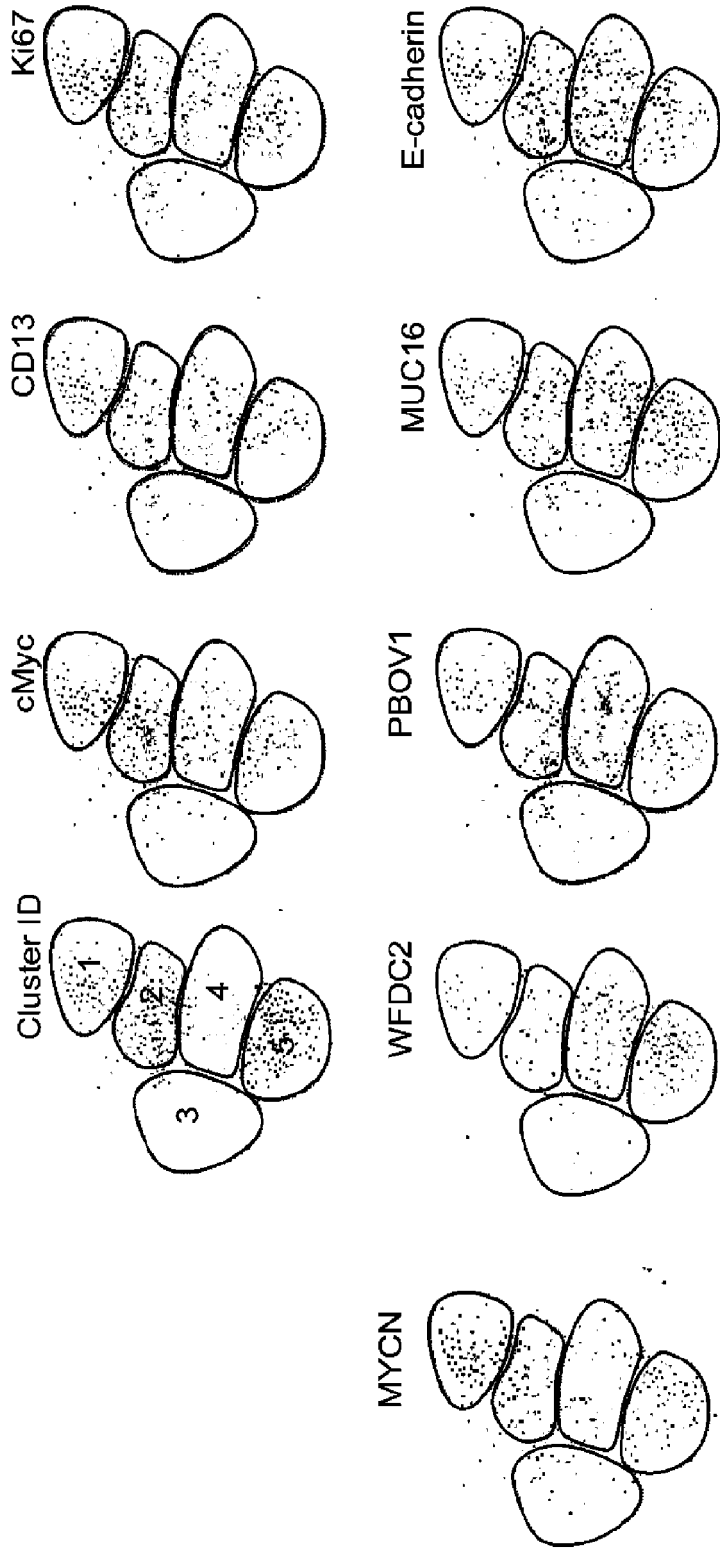 Cluster ID
cMyc
CD13
Ki67
1
2
3
4
5
MYCN
WFDC2
PBOV1
MUC16
E-cadherin